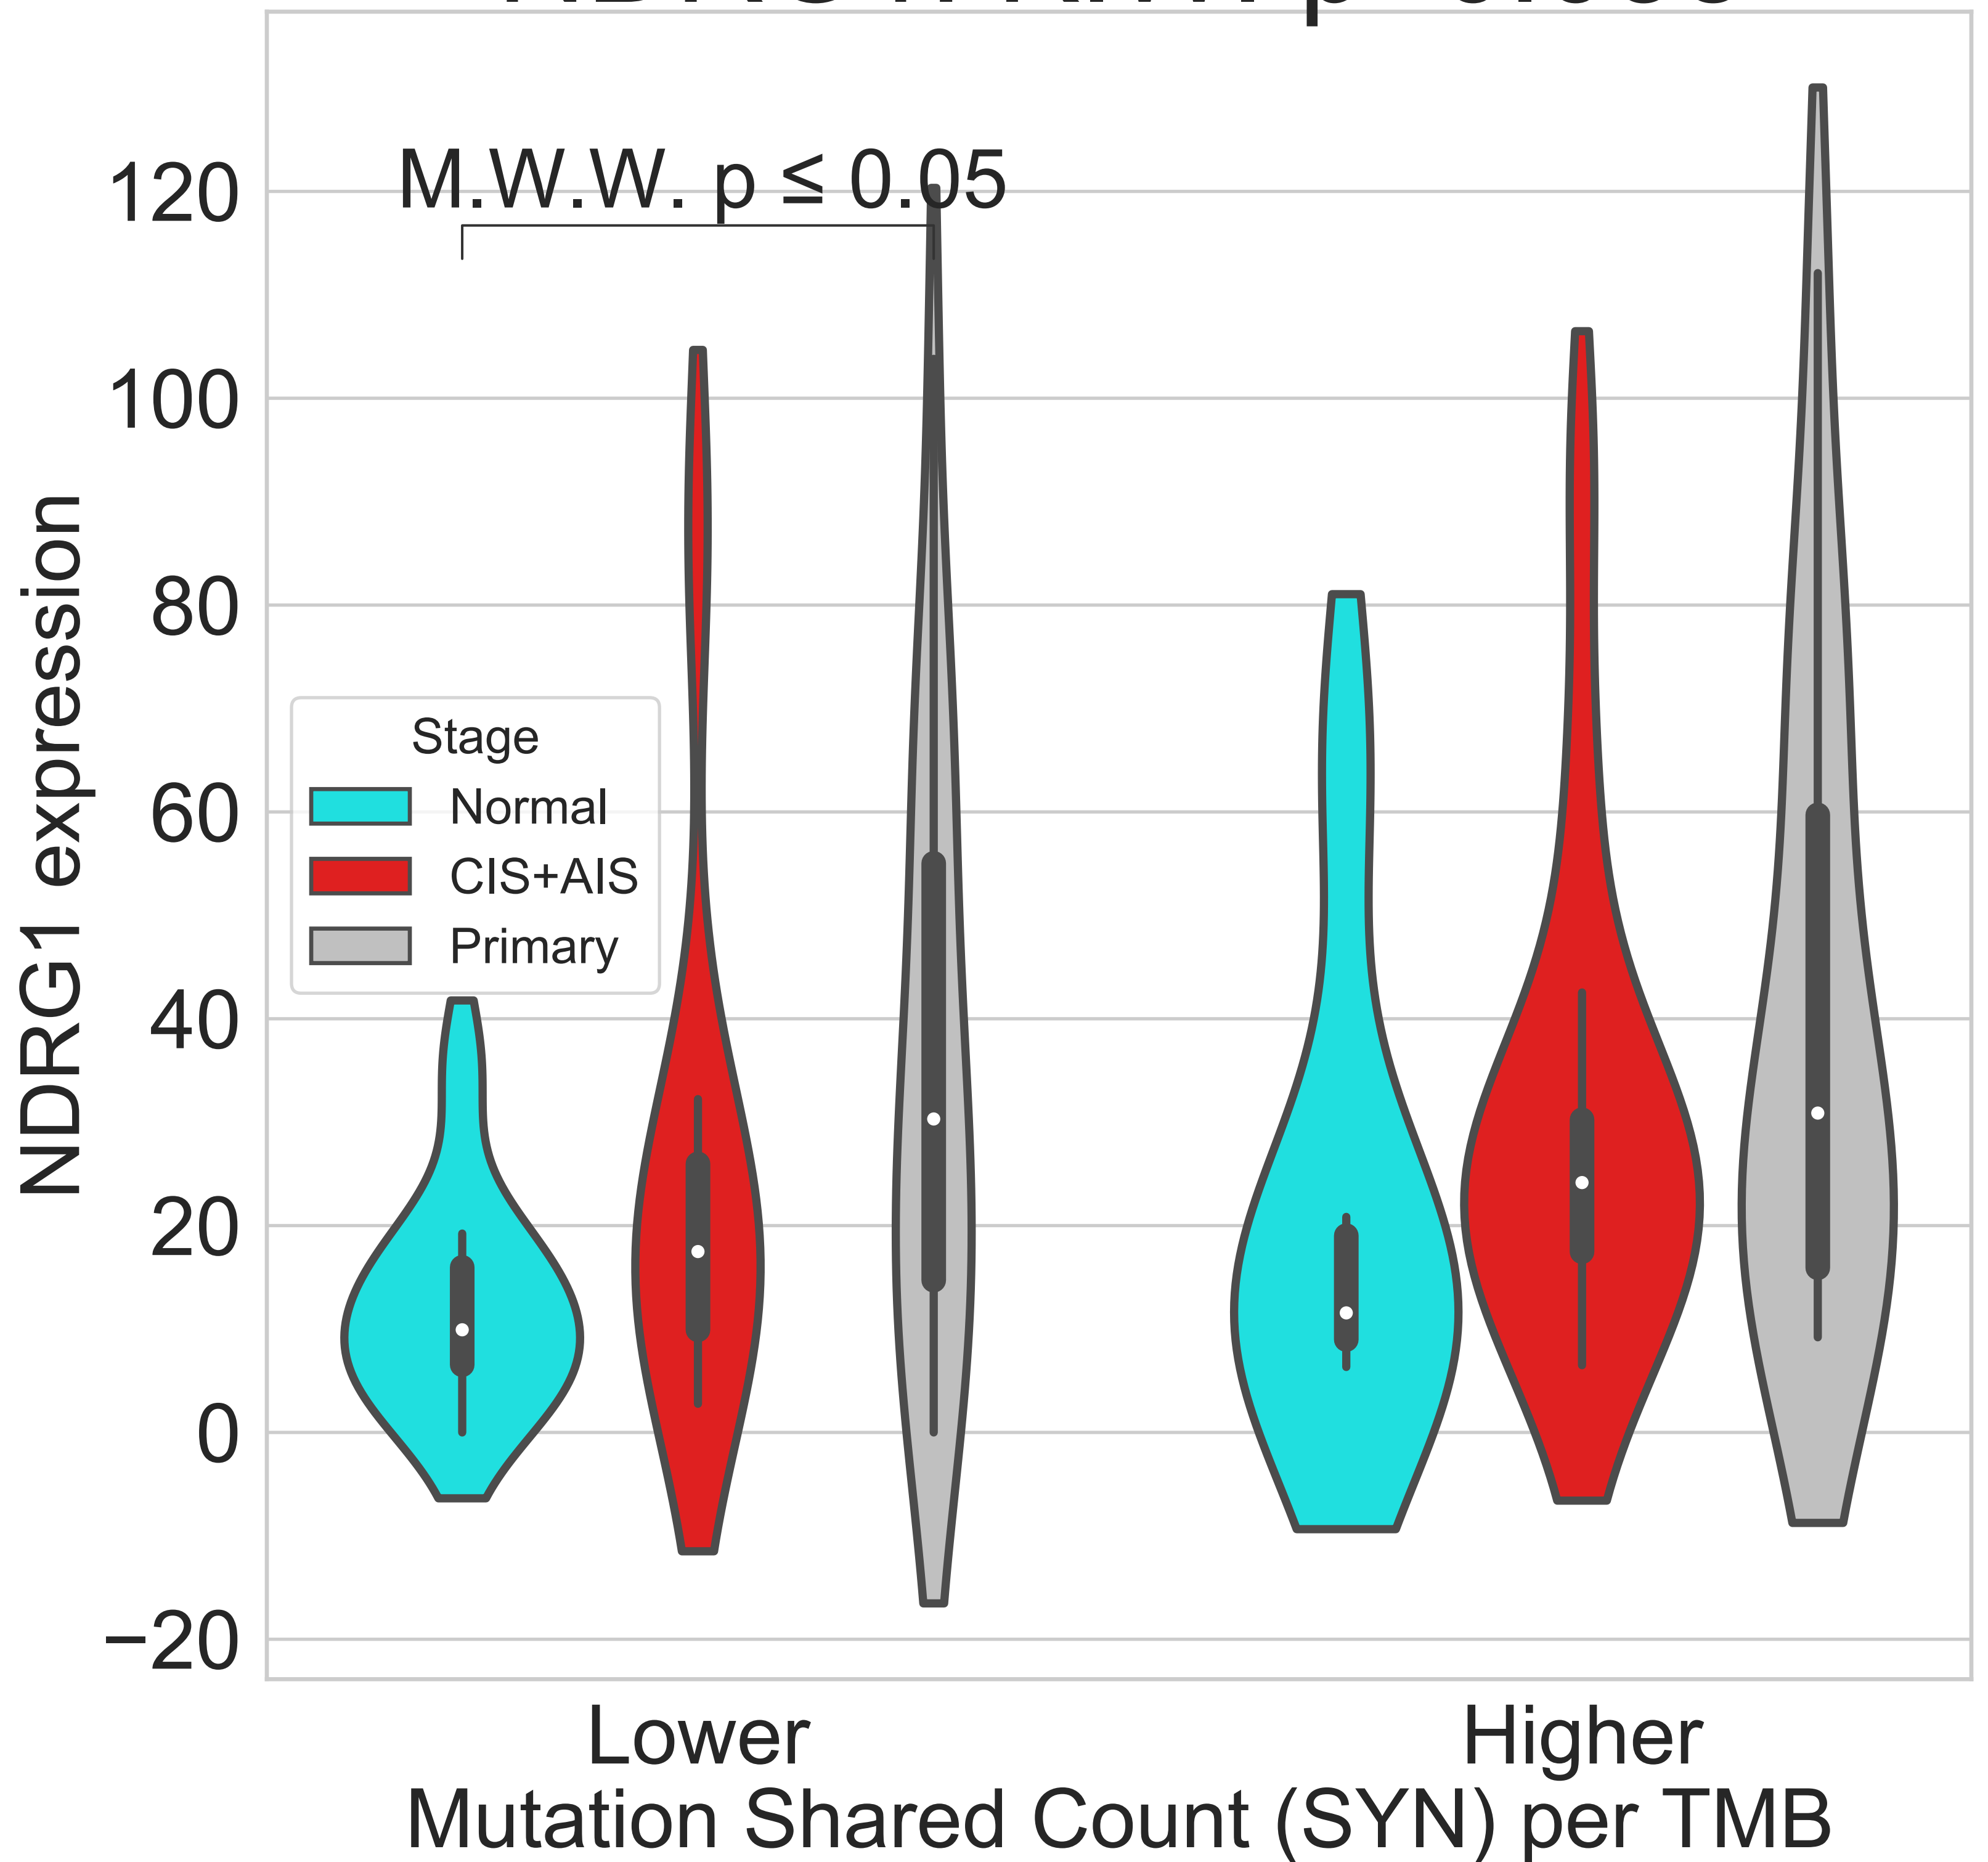 M.W.W. p ≤ 0.05
120
100
80
60
40
20
0
−20
NDRG1 expression
Stage
Normal
CIS+AIS
Primary
Lower
Higher
Mutation Shared Count (SYN) per TMB